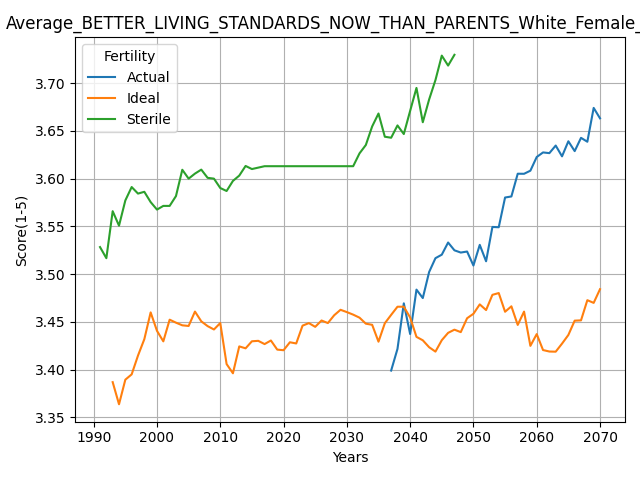 Average_BETTER_LIVING_STANDARDS_NOW_THAN_PARENTS_White_Female_
Fertility
Actual
Ideal
Sterile
Score(1-5)
3.70
3.65
3.60
3.55
3.50
3.45
3.40
3.35
1990 2000 2010 2020 2030 2040 2050 2060 2070
Years